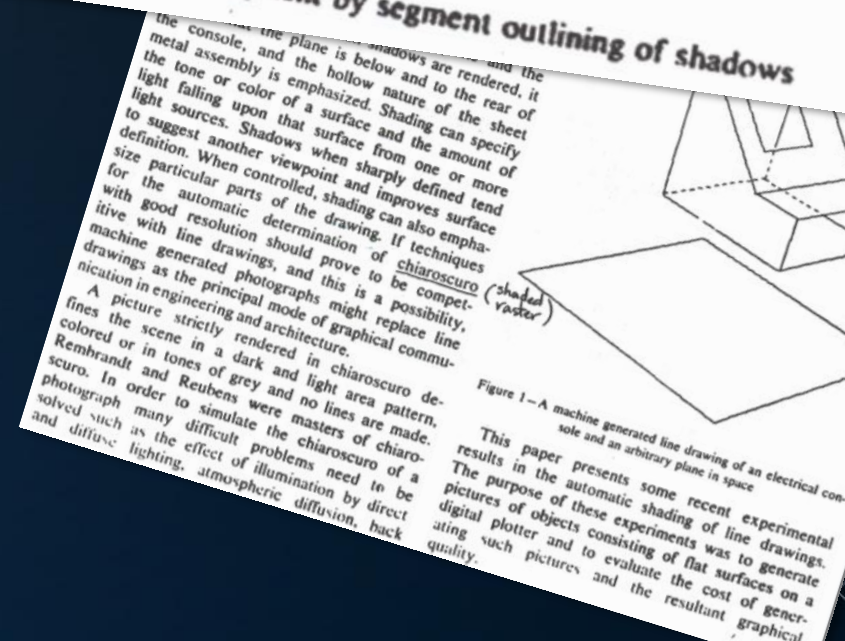 by segment outlining of shadows
the plane is below and to the rear of
the console, and the hollow nature of the sheet
metal assembly is emphasized. Shading can specify
the tone or color of a surface and the amount of
light falling upon that surface from one or more
light sources. Shadows when sharply defined tend
to suggest another viewpoint and improves surface
definition. When controlled, shading can also empha-
size particular parts of the drawing. If techniques
for the automatic determination of chiaroscuro
with good resolution should prove to be compet-
itive with line drawings, and this is a possibility,
machine generated photographs might replace line
drawings as the principal mode of graphical commu-
nication in engineering and architecture.
A picture strictly rendered in chiaroscuro de-
fines the scene in a dark and light area pattern,
colored or in tones of grey and no lines are made.
Rembrandt and Reubens were masters of chiaro-
scuro. In order to simulate the chiaroscuro of a
photograph many difficult problems need to be
solved such as the effect of illumination by direct
and diffuse lighting, atmospheric diffusion, back
(shaded
raster)
Figure 1—A machine generated line drawing of an electrical con-
sole and an arbitrary plane in space
This paper presents some recent experimental
results in the automatic shading of line drawings.
The purpose of these experiments was to generate
pictures of objects consisting of flat surfaces on a
digital plotter and to evaluate the cost of gener-
ating such pictures and the resultant graphical
quality.